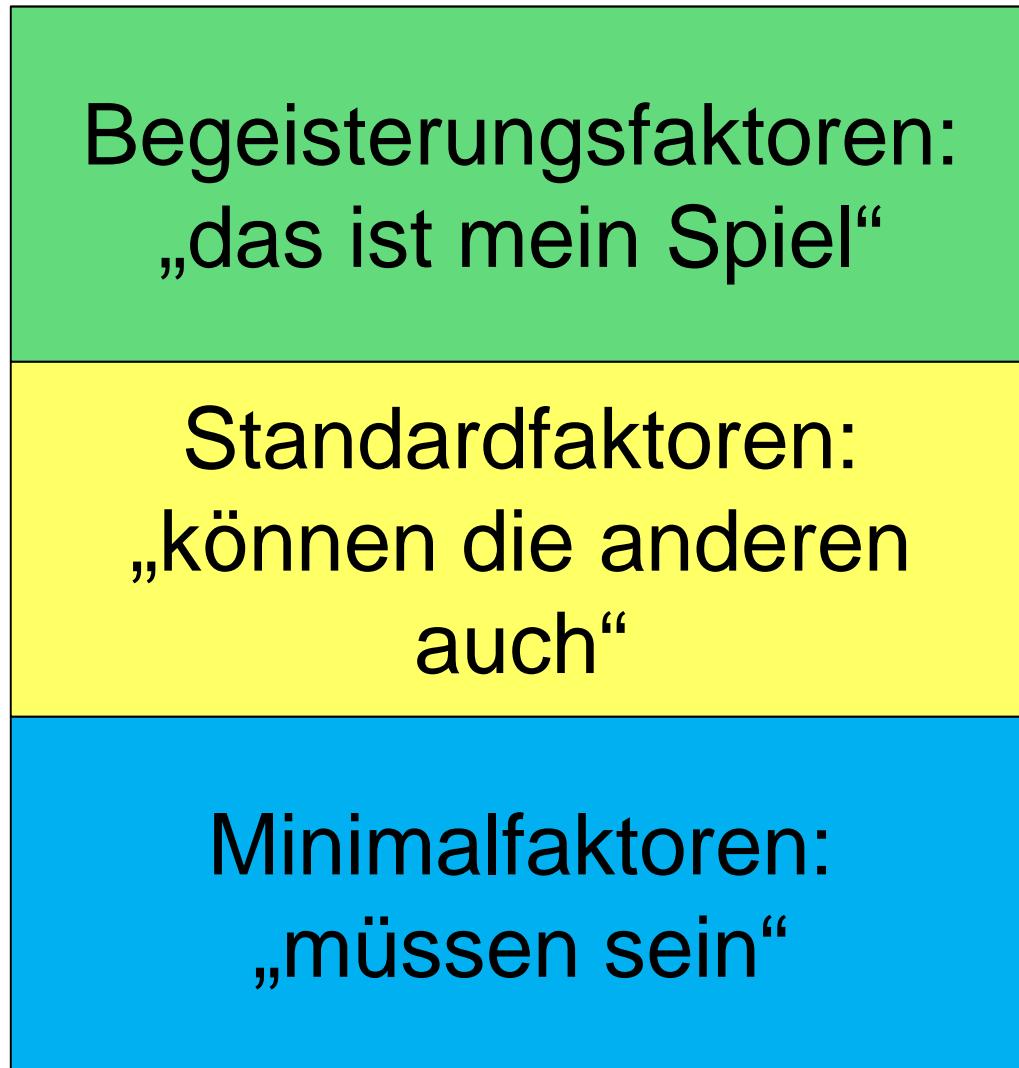 Begeisterungsfaktoren:
„das ist mein Spiel“
Standardfaktoren:
„können die anderen
auch“
Minimalfaktoren:
„müssen sein“